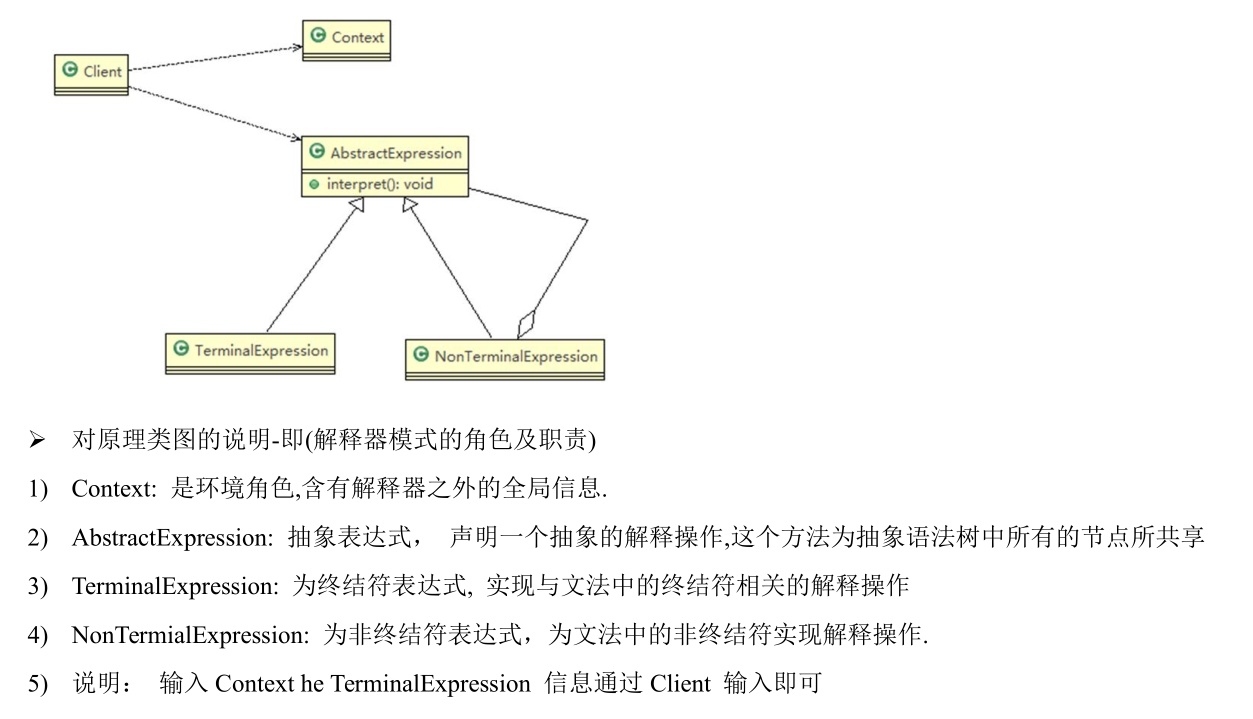 Context
Client
AbstractExpression
interpret(): void
TerminalExpression
NonTerminalExpression
➢ 对原理类图的说明-即(解释器模式的角色及职责)
1) Context: 是环境角色,含有解释器之外的全局信息.
2) AbstractExpression: 抽象表达式， 声明一个抽象的解释操作,这个方法为抽象语法树中所有的节点所共享
3) TerminalExpression: 为终结符表达式, 实现与文法中的终结符相关的解释操作
4) NonTermialExpression: 为非终结符表达式，为文法中的非终结符实现解释操作.
5) 说明： 输入 Context he TerminalExpression 信息通过 Client 输入即可